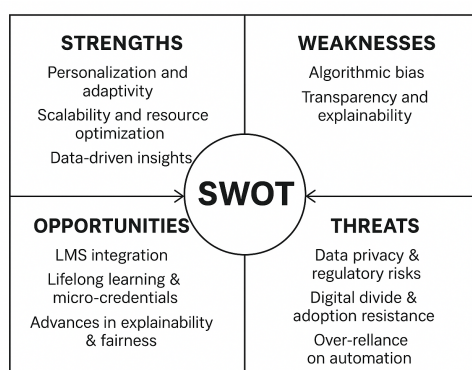 STRENGTHS
Personalization and
adaptivity
Scalability and resource
optimization
Data-driven insights
WEAKNESSES
Algorithmic bias
Transparency and
explainability
SWOT
OPPORTUNITIES
LMS integration
Lifelong learning &
micro-credentials
Advances in explainability
& fairness
THREATS
Data privacy &
regulatory risks
Digital divide &
adoption resistance
Over-reliance
on automation